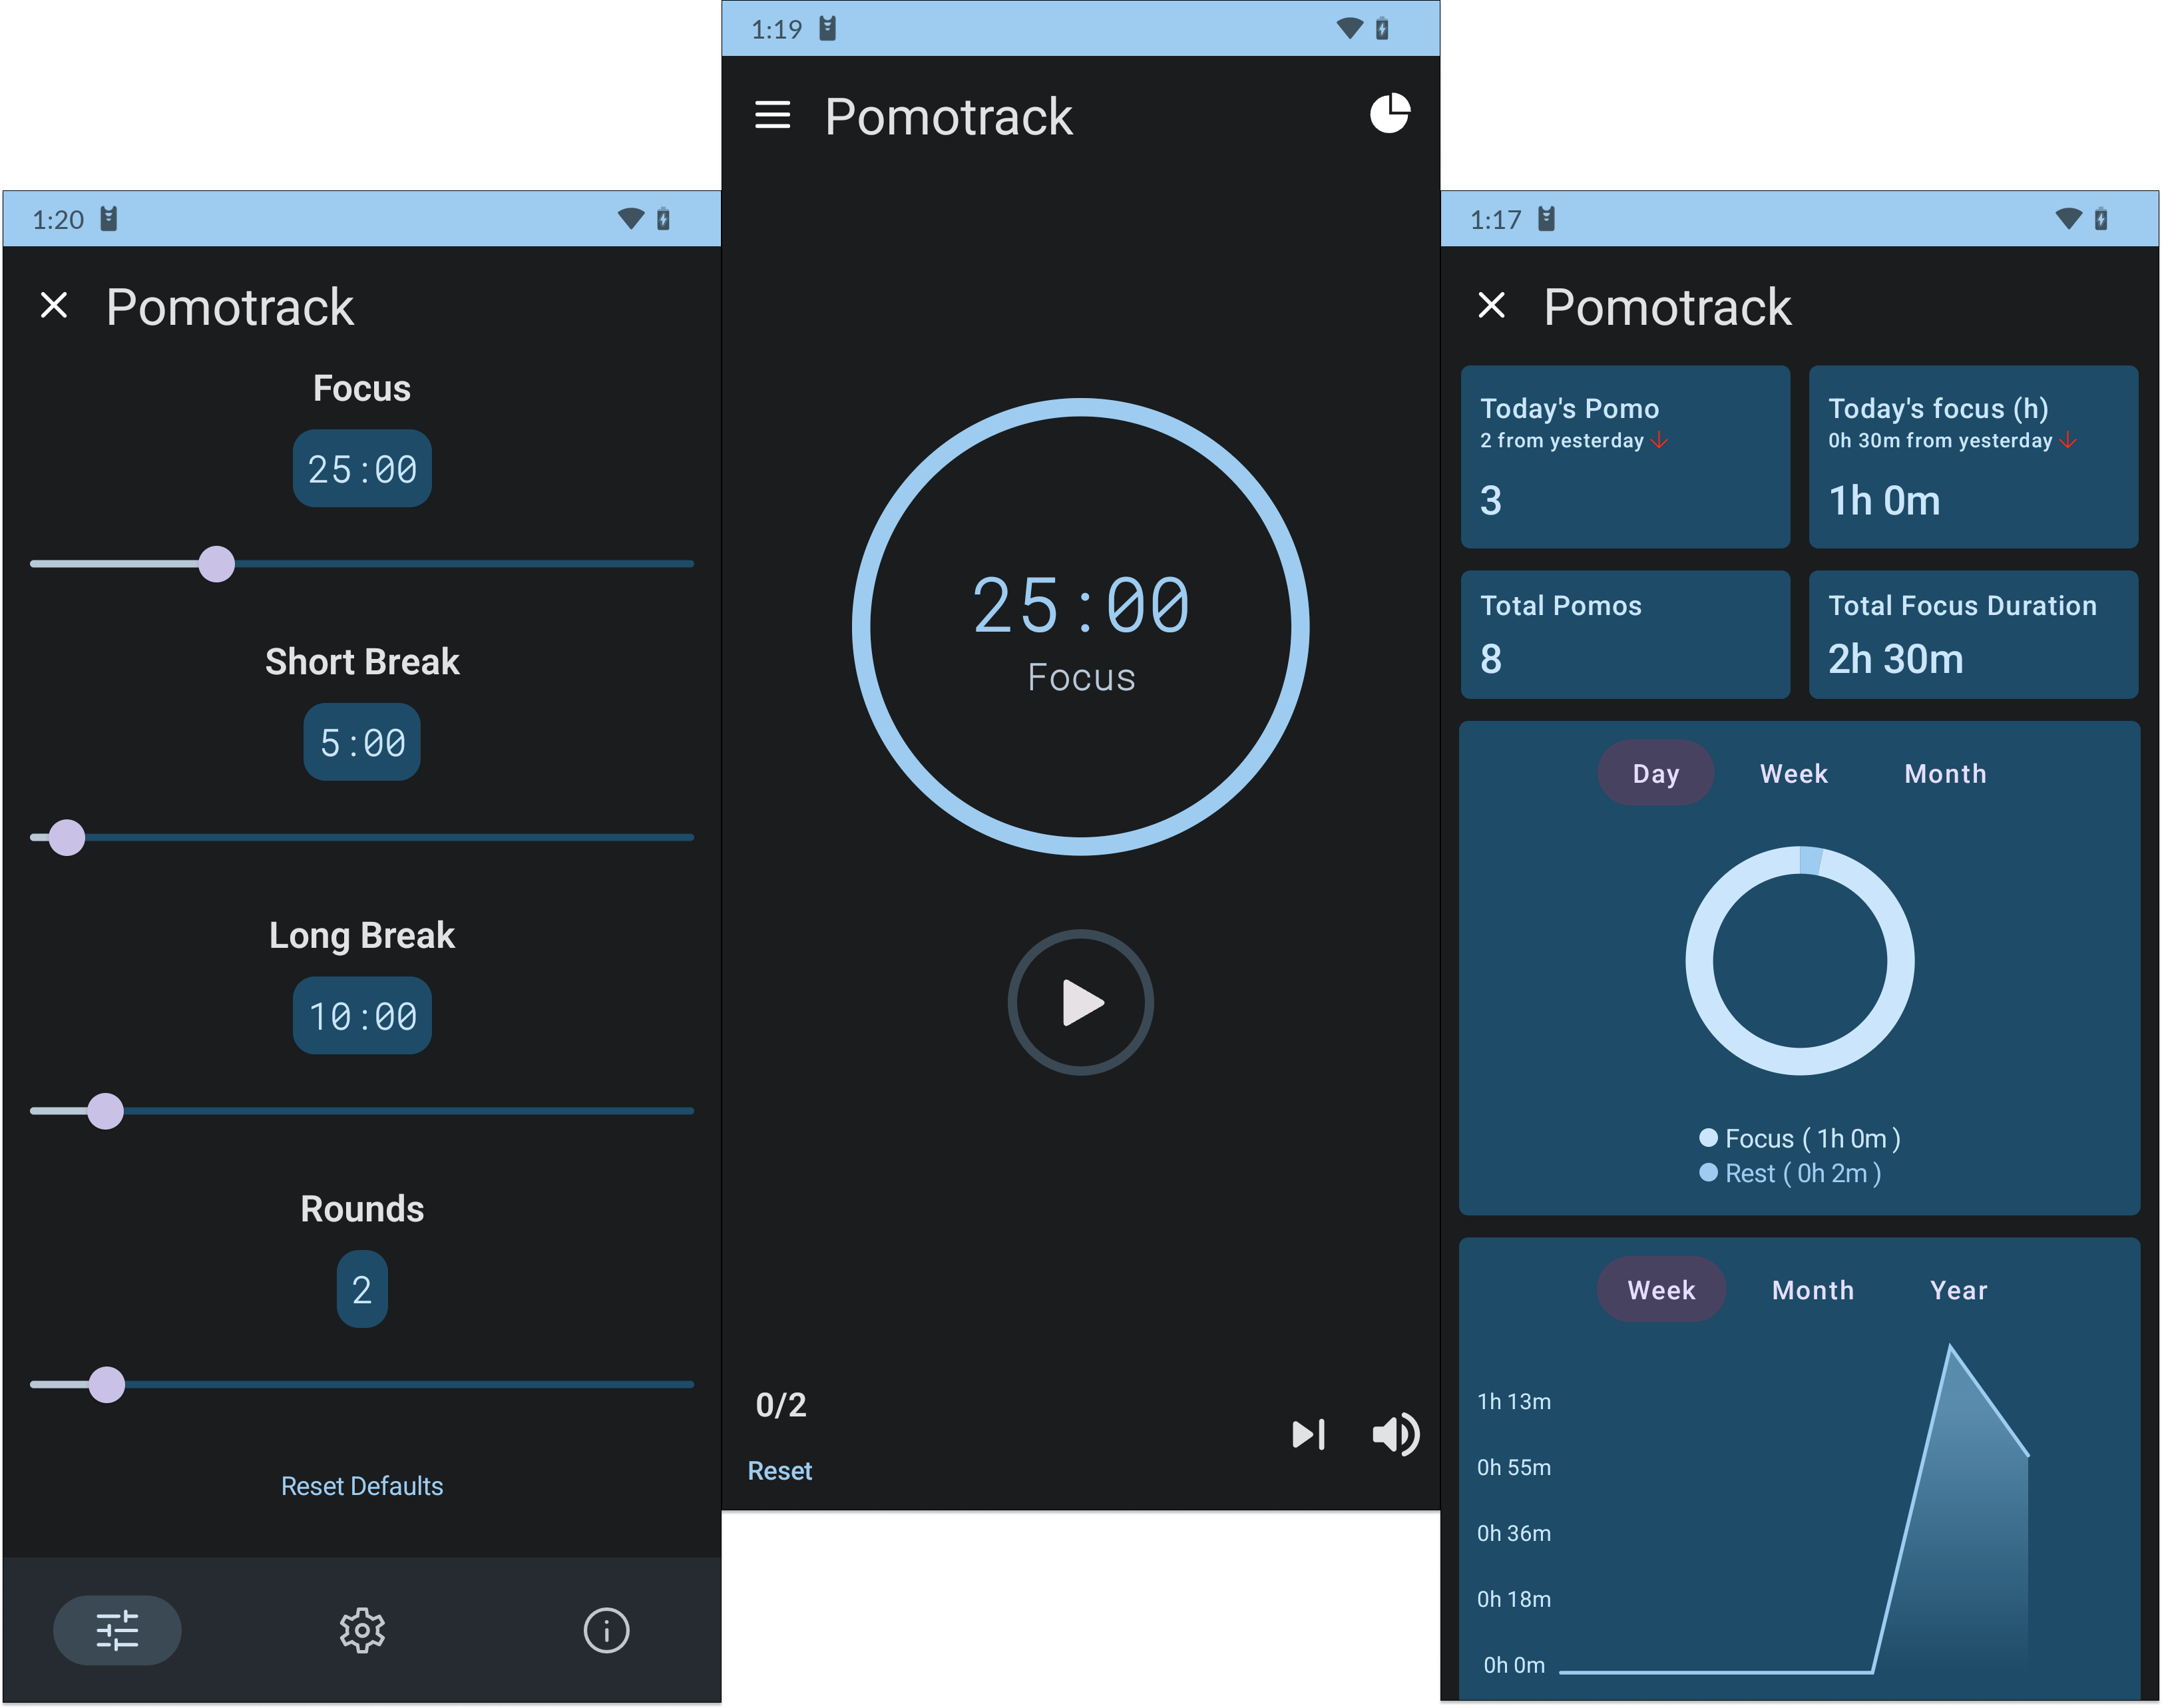 1:20
Pomotrack
Focus
25:00
Short Break
5:00
Long Break
10:00
Rounds
2
Reset Defaults
1:19
Pomotrack
25:00
Focus
0/2
Reset
1:17
Pomotrack
Today's Pomo
2 from yesterday
3
Today's focus (h)
0h 30m from yesterday
1h 0m
Total Pomos
8
Total Focus Duration
2h 30m
Day Week Month
Focus ( 1h 0m )
Rest ( 0h 2m )
Week Month Year
1h 13m
0h 55m
0h 36m
0h 18m
0h 0m